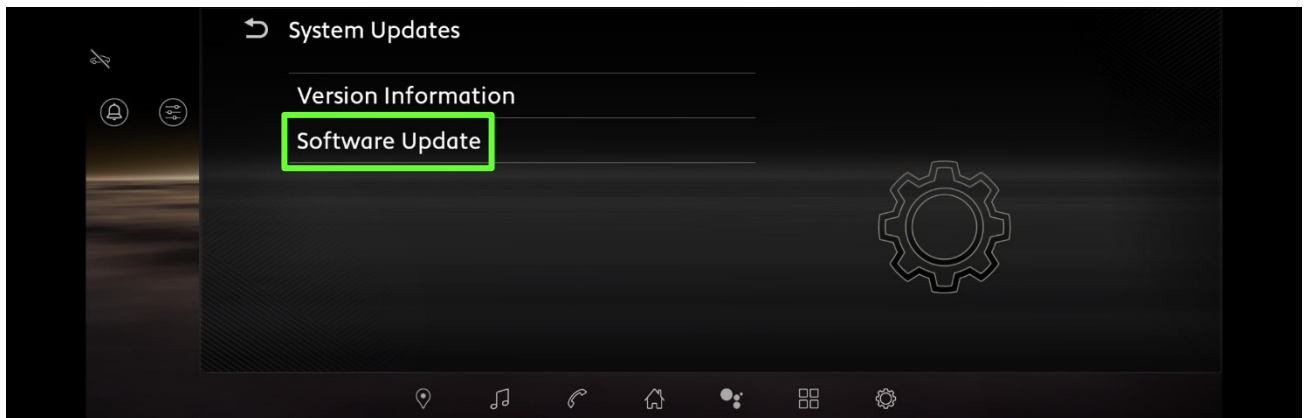 System Updates
Version Information
Software Update